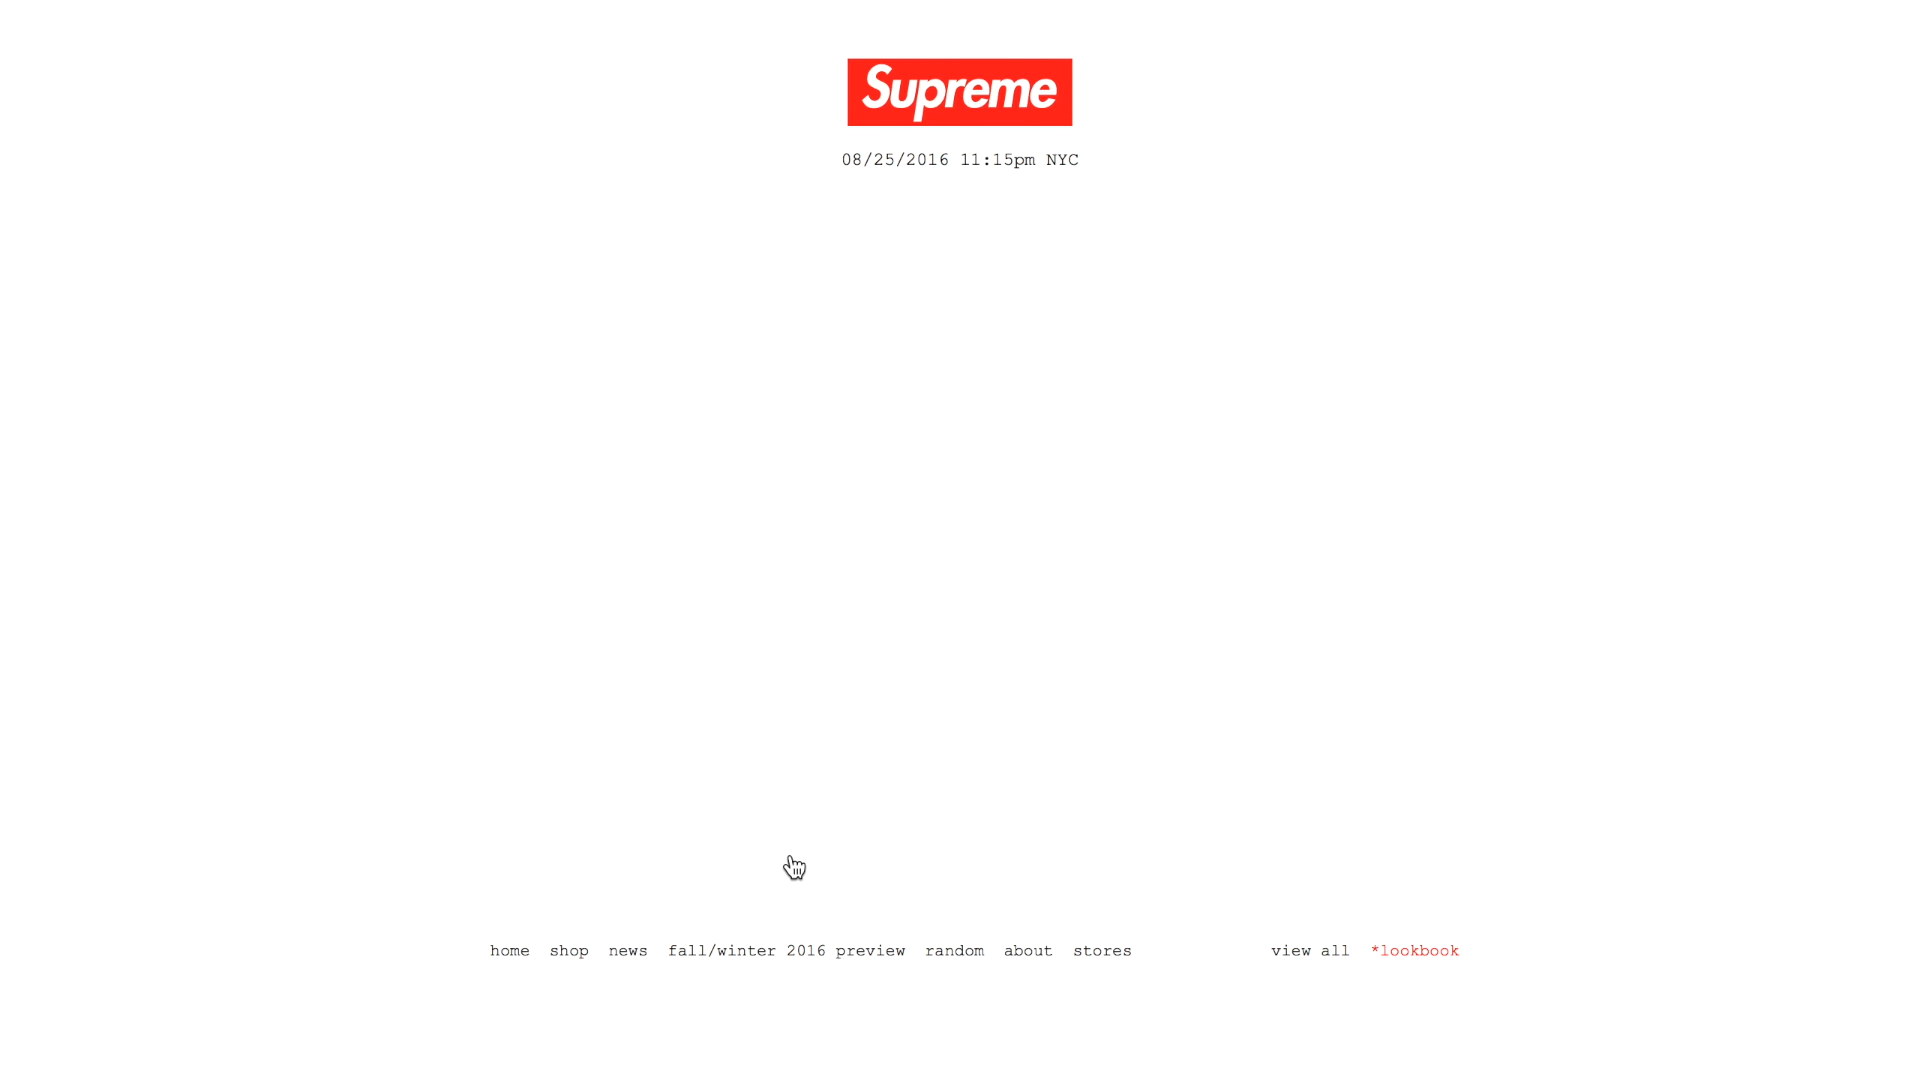 Supreme
08/25/2016 11:15pm NYC
home shop news fall/winter 2016 preview random about stores view all *lookbook